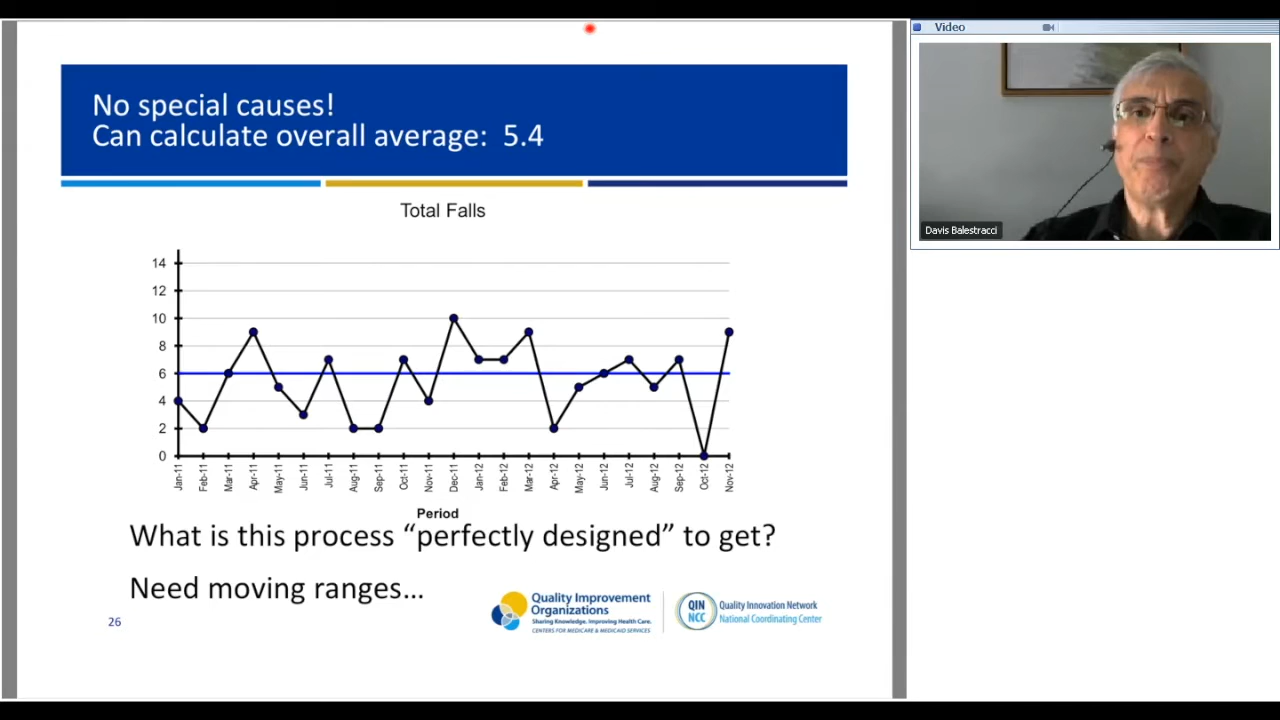 No special causes!
Can calculate overall average: 5.4
Total Falls
14
12
10
8
6
4
2
0
Jan-11
Feb-11
Mar-11
Apr-11
May-11
Jun-11
Jul-11
Aug-11
Sep-11
Oct-11
Nov-11
Dec-11
Jan-12
Feb-12
Mar-12
Apr-12
May-12
Jun-12
Jul-12
Aug-12
Sep-12
Oct-12
Nov-12
Period
What is this process “perfectly designed” to get?
Need moving ranges…
26
Quality Improvement
Organizations
Sharing Knowledge. Improving Health Care.
CENTERS FOR MEDICARE & MEDICAID SERVICES
QIN
NCC
Quality Innovation Network
National Coordinating Center
Video
Davis Balestracci